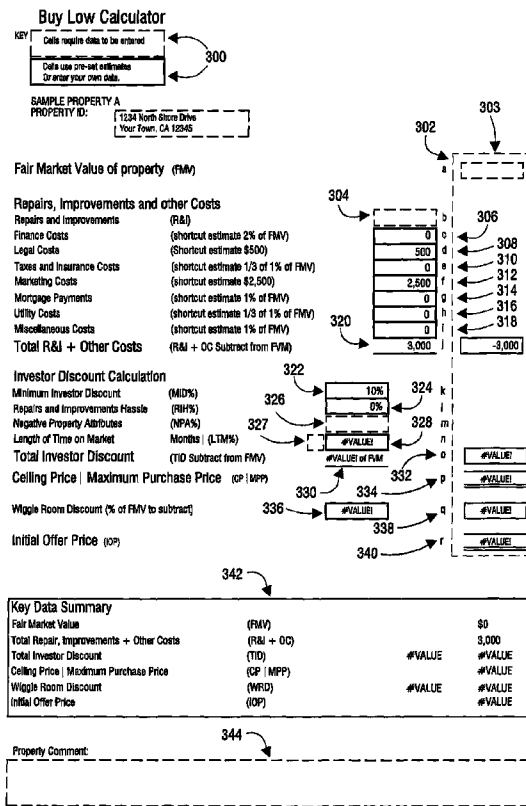 Buy Low Calculator
KEY
Cells require data to be entered
Cells use pre-set estimates
Or enter your own data.
300
SAMPLE PROPERTY A
PROPERTY ID:
1234 North Shore Drive
Your Town, CA 12345
302
303
Fair Market Value of property (FMV) a
304
Repairs, Improvements and other Costs
Repairs and Improvements (R&I) b
306
Finance Costs (shortcut estimate 2% of FMV) 0 c
308
Legal Costs (Shortcut estimate $500) 500 d
310
Taxes and Insurance Costs (shortcut estimate 1/3 of 1% of FMV) 0 e
312
Marketing Costs (shortcut estimate $2,500) 2,500 f
314
Mortgage Payments (shortcut estimate 1% of FMV) 0 g
316
Utility Costs (shortcut estimate 1/3 of 1% of FMV) 0 h
318
Miscellaneous Costs (shortcut estimate 1% of FMV) 0 i
320
Total R&I + Other Costs (R&I + OC Subtract from FVM) 3,000 j -3,000
Investor Discount Calculation
322
Minimum Investor Discount (MID%) 10% k
324
Repairs and Improvements Hassle (RIH%) 0% l
326
Negative Property Attributes (NPA%) m
327
328
Length of Time on Market Months | (LTM%) #VALUE! n
Total Investor Discount (TID Subtract from FMV) #VALUE! of FVM o #VALUE!
330
332
Ceiling Price | Maximum Purchase Price (CP | MPP) p #VALUE!
334
336
Wiggle Room Discount (% of FMV to subtract) #VALUE! q #VALUE!
338
Initial Offer Price (IOP) r #VALUE!
340
342
Key Data Summary
Fair Market Value (FMV) $0
Total Repair, Improvements + Other Costs (R&I + OC) 3,000
Total Investor Discount (TID) #VALUE #VALUE
Ceiling Price | Maximum Purchase Price (CP | MPP) #VALUE
Wiggle Room Discount (WRD) #VALUE #VALUE
Initial Offer Price (IOP) #VALUE
344
Property Comment: